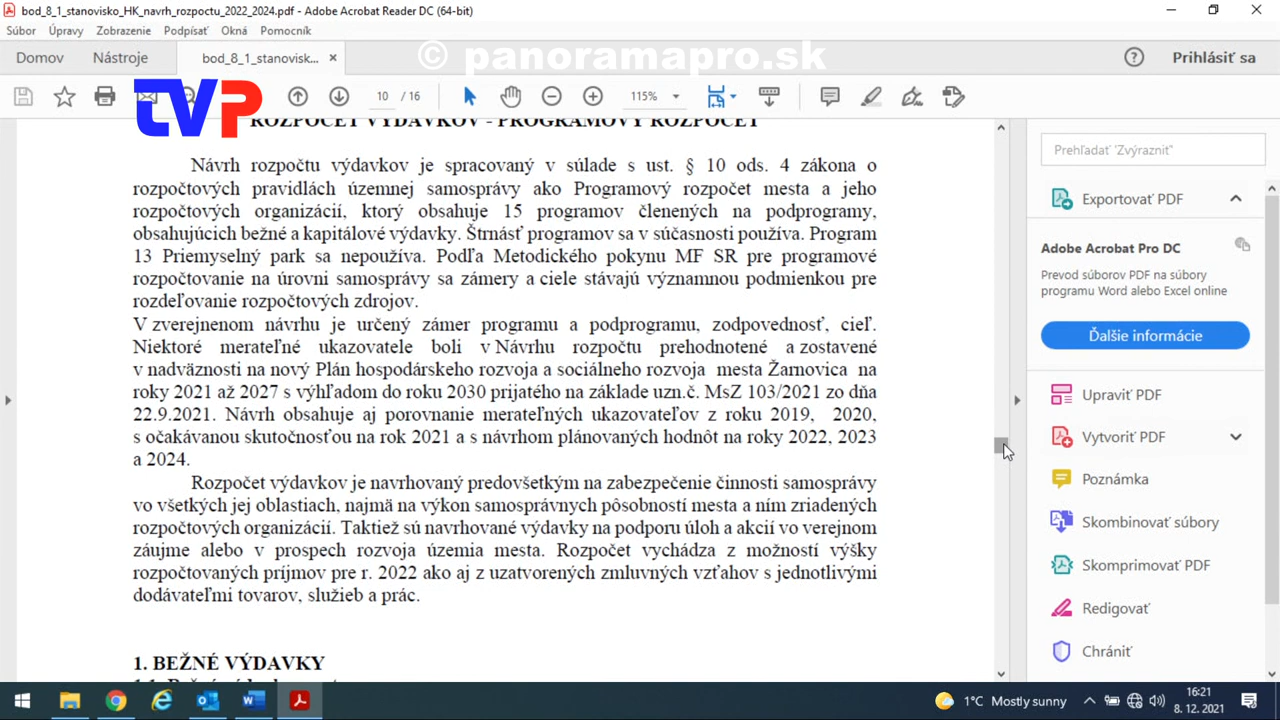 bod_8_1_stanovisko_HK_navrh_rozpoctu_2022_2024.pdf - Adobe Acrobat Reader DC (64-bit)
Súbor Úpravy Zobrazenie Podpísať Okná Pomocník
© panoramapro.sk
Domov Nástroje bod_8_1_stanovisk... × Prihlásiť sa
TVP
10 / 16 115%
ROZPOČET VÝDAVKOV - PROGRAMOVÝ ROZPOČET
Návrh rozpočtu výdavkov je spracovaný v súlade s ust. § 10 ods. 4 zákona o
rozpočtových pravidlách územnej samosprávy ako Programový rozpočet mesta a jeho
rozpočtových organizácií, ktorý obsahuje 15 programov členených na podprogramy,
obsahujúcich bežné a kapitálové výdavky. Štrnásť programov sa v súčasnosti používa. Program
13 Priemyselný park sa nepoužíva. Podľa Metodického pokynu MF SR pre programové
rozpočtovanie na úrovni samosprávy sa zámery a ciele stávajú významnou podmienkou pre
rozdeľovanie rozpočtových zdrojov.
V zverejnenom návrhu je určený zámer programu a podprogramu, zodpovednosť, cieľ.
Niektoré merateľné ukazovatele boli v Návrhu rozpočtu prehodnotené a zostavené
v nadväznosti na nový Plán hospodárskeho rozvoja a sociálneho rozvoja mesta Žarnovica na
roky 2021 až 2027 s výhľadom do roku 2030 prijatého na základe uzn.č. MsZ 103/2021 zo dňa
22.9.2021. Návrh obsahuje aj porovnanie merateľných ukazovateľov z roku 2019, 2020,
s očakávanou skutočnosťou na rok 2021 a s návrhom plánovaných hodnôt na roky 2022, 2023
a 2024.
Rozpočet výdavkov je navrhovaný predovšetkým na zabezpečenie činnosti samosprávy
vo všetkých jej oblastiach, najmä na výkon samosprávnych pôsobností mesta a ním zriadených
rozpočtových organizácií. Taktiež sú navrhované výdavky na podporu úloh a akcií vo verejnom
záujme alebo v prospech rozvoja územia mesta. Rozpočet vychádza z možností výšky
rozpočtovaných príjmov pre r. 2022 ako aj z uzatvorených zmluvných vzťahov s jednotlivými
dodávateľmi tovarov, služieb a prác.
1. BEŽNÉ VÝDAVKY
Prehľadať 'Zvýrazniť'
Exportovať PDF
Adobe Acrobat Pro DC
Prevod súborov PDF na súbory
programu Word alebo Excel online
Ďalšie informácie
Upraviť PDF
Vytvoriť PDF
Poznámka
Skombinovať súbory
Skomprimovať PDF
Redigovať
Chrániť
1°C Mostly sunny
16:21
8. 12. 2021